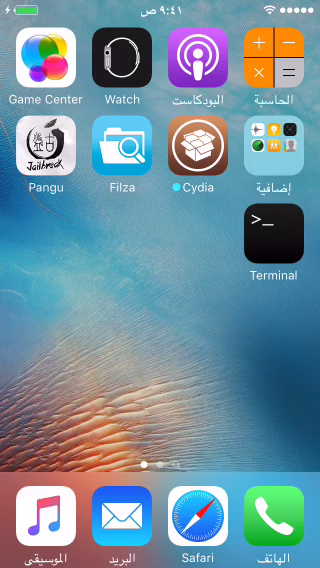 ٩:٤١ ص
الحاسبة
البودكاست
Watch
Game Center
إضافية
Cydia
Filza
Pangu
Jailbreak
>_
Terminal
الهاتف
Safari
البريد
الموسيقى